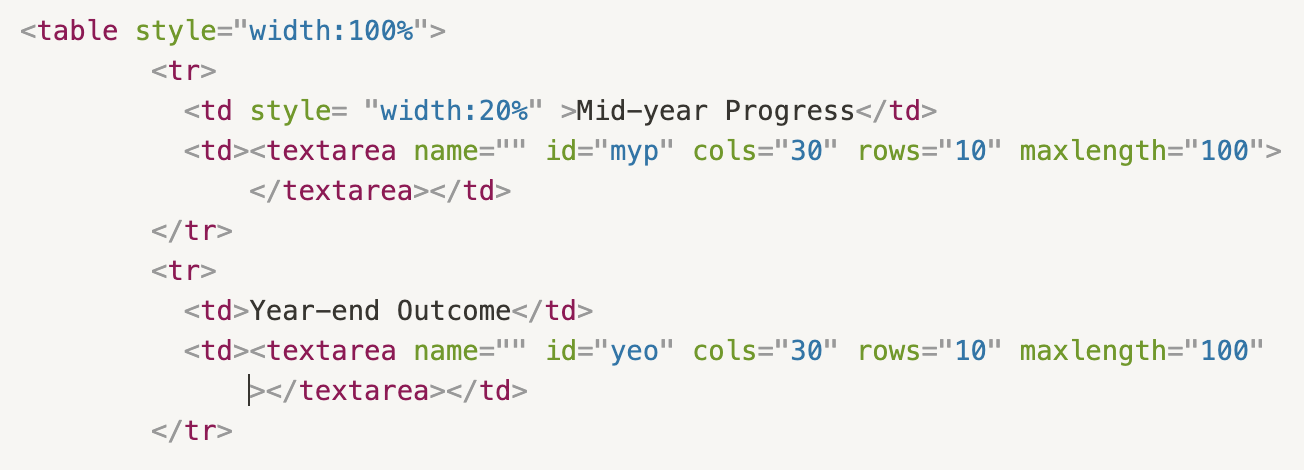 <table style="width:100%">
<tr>
<td style= "width:20%" >Mid-year Progress</td>
<td><textarea name="" id="myp" cols="30" rows="10" maxlength="100">
</textarea></td>
</tr>
<tr>
<td>Year-end Outcome</td>
<td><textarea name="" id="yeo" cols="30" rows="10" maxlength="100"
></textarea></td>
</tr>